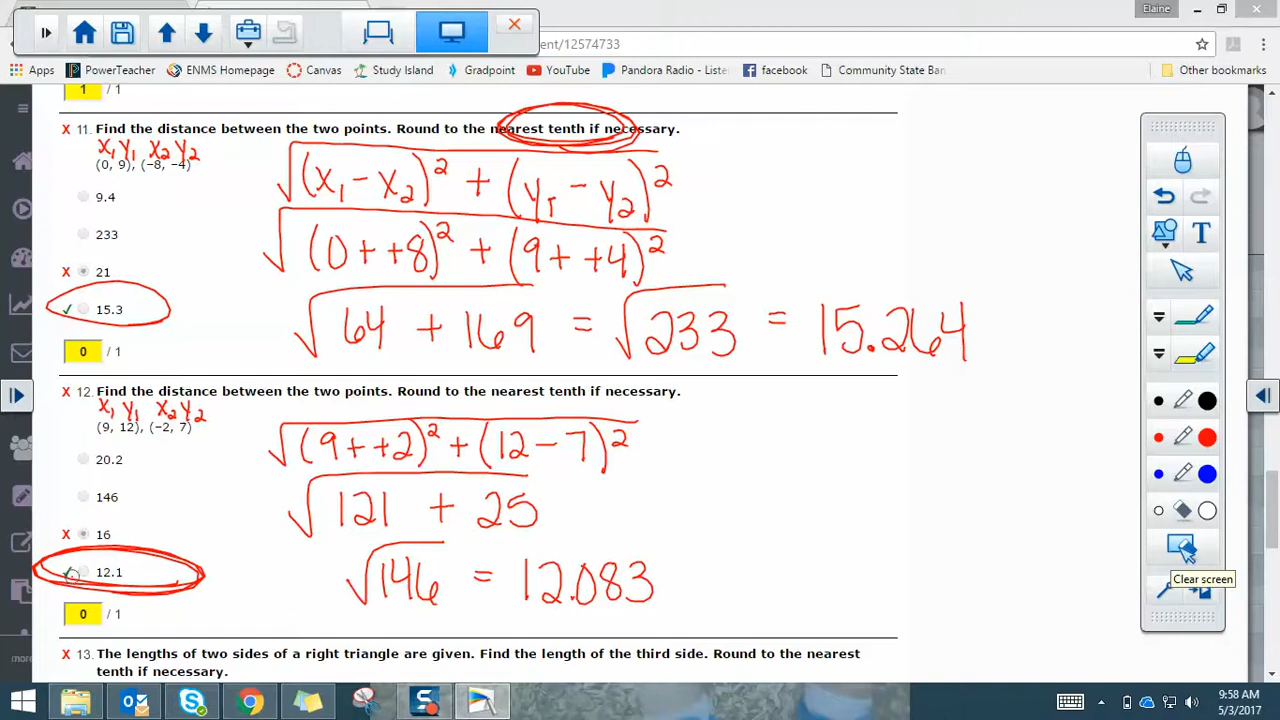 Elaine
ent/12574733
Apps PowerTeacher ENMS Homepage Canvas Study Island Gradpoint YouTube Pandora Radio - Liste facebook Community State Ban Other bookmarks
1 / 1
X 11. Find the distance between the two points. Round to the nearest tenth if necessary.
x₁ y₁ x₂ y₂
(0, 9), (−8, −4)
√(x₁ − x₂)² + (y₁ − y₂)²
9.4
233
√(0 + +8)² + (9 + +4)²
X 21
✓ 15.3
√64 + 169 = √233 = 15.264
0 / 1
X 12. Find the distance between the two points. Round to the nearest tenth if necessary.
x₁ y₁ x₂ y₂
(9, 12), (−2, 7)
√(9 + +2)² + (12 − 7)²
20.2
146
√121 + 25
X 16
✓ 12.1
√146 = 12.083
Clear screen
0 / 1
X 13. The lengths of two sides of a right triangle are given. Find the length of the third side. Round to the nearest
tenth if necessary.
more
9:58 AM
5/3/2017